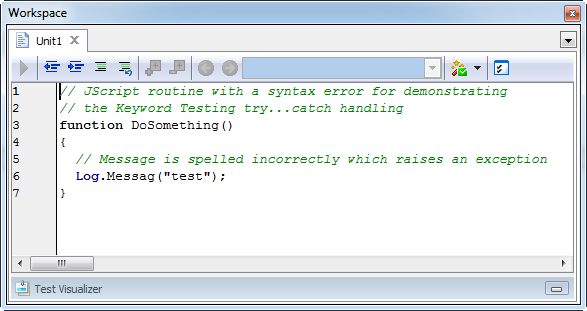 Workspace
Unit1
1 // JScript routine with a syntax error for demonstrating
2 // the Keyword Testing try...catch handling
3 function DoSomething()
4 {
5 // Message is spelled incorrectly which raises an exception
6 Log.Messag("test");
7 }
Test Visualizer